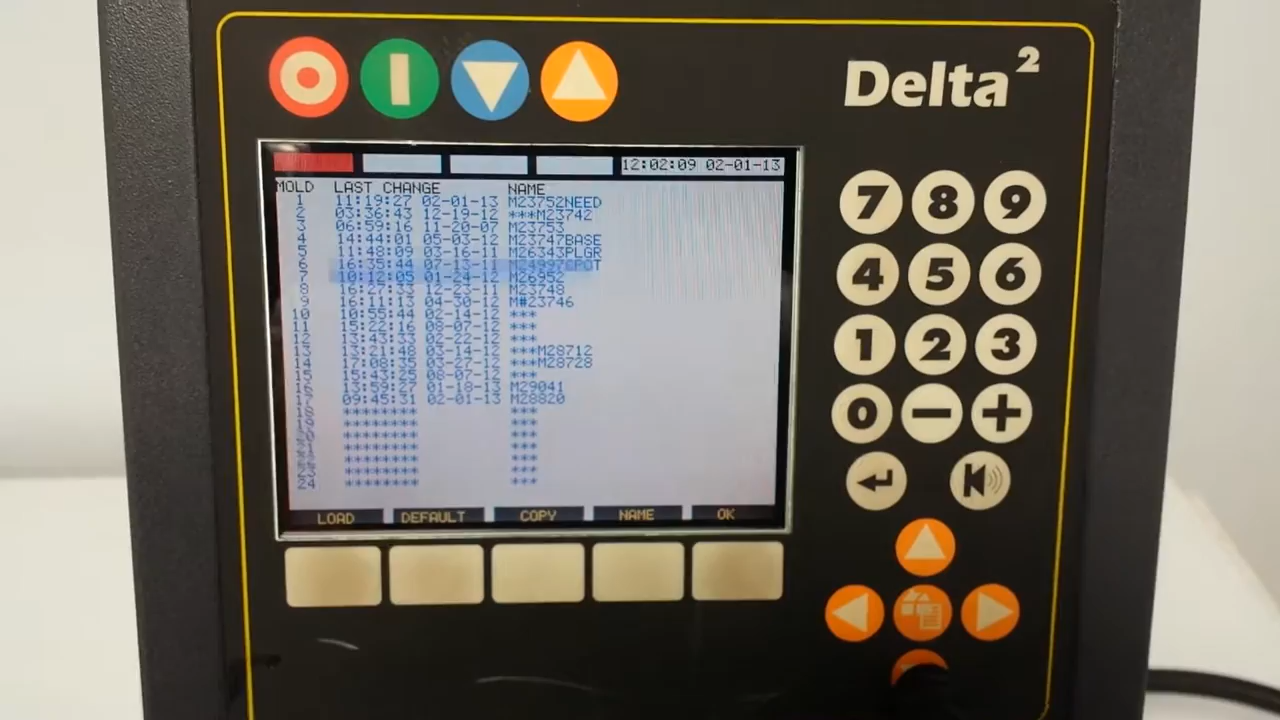 Delta²
12:02:09 02-01-13
MOLD LAST CHANGE NAME
1 11:19:27 02-01-13 M23752NEED
2 03:36:43 12-19-12 ***M23742
3 06:59:16 11-20-07 M23753
4 14:44:01 05-03-12 M23747BASE
5 11:48:09 03-16-11 M26343PLGR
6 16:35:44 07-13-11
7 10:12:05 01-24-12 M26952
8 16:27:33 12-23-11 M23748
9 16:11:13 04-30-12 M#23746
10 10:55:44 02-14-12 ***
11 15:22:16 08-07-12 ***
12 13:43:33 02-22-12 ***
13 13:21:48 03-14-12 ***M28712
14 17:08:35 03-27-12 ***M28728
15 15:43:25 08-07-12 ***
16 13:59:27 01-18-13 M29041
17 09:45:31 02-01-13 M28820
18 ******** ***
******** ***
******** ***
******** ***
******** ***
******** ***
24 ******** ***
LOAD DEFAULT COPY NAME OK
7 8 9
4 5 6
1 2 3
0 − +